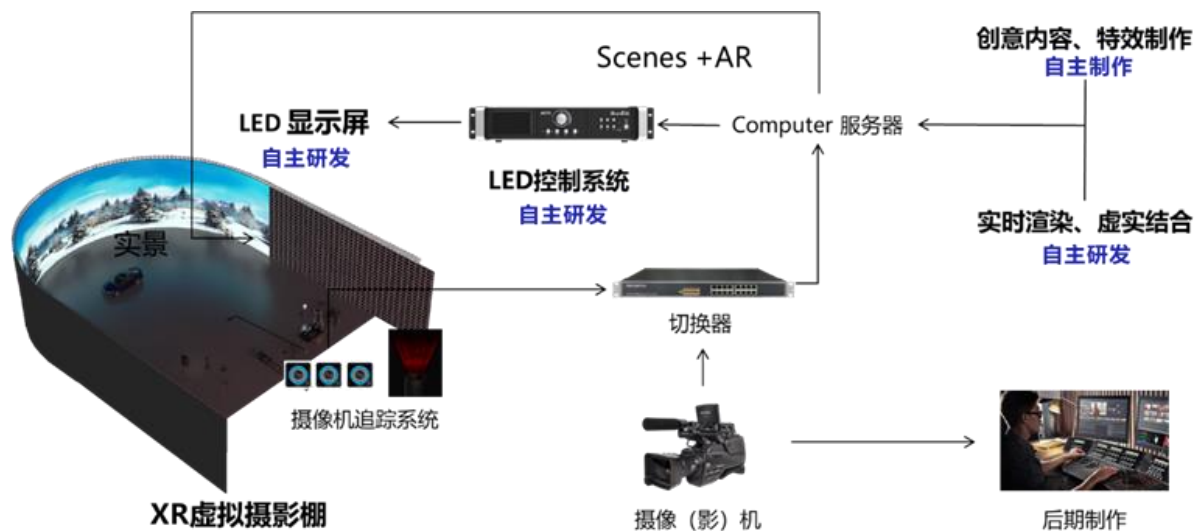 Scenes +AR
创意内容、特效制作
自主制作
LED 显示屏
自主研发
Computer 服务器
LED控制系统
自主研发
实时渲染、虚实结合
自主研发
实景
切换器
摄像机追踪系统
XR虚拟摄影棚
摄像（影）机
后期制作